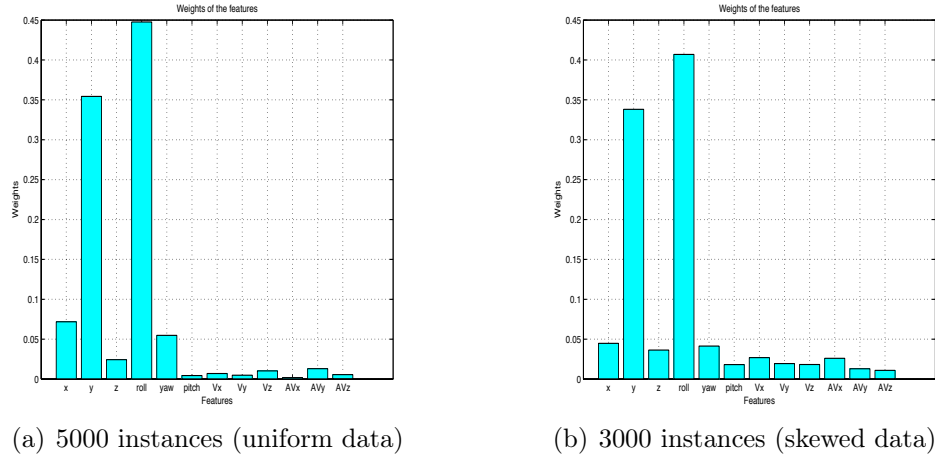 Weights of the features
0.45
0.4
0.35
0.3
0.25
0.2
0.15
0.1
0.05
0
Weights
x y z roll yaw pitch Vx Vy Vz AVx AVy AVz
Features
(a) 5000 instances (uniform data)
Weights of the features
0.45
0.4
0.35
0.3
0.25
0.2
0.15
0.1
0.05
0
Weights
x y z roll yaw pitch Vx Vy Vz AVx AVy AVz
Features
(b) 3000 instances (skewed data)